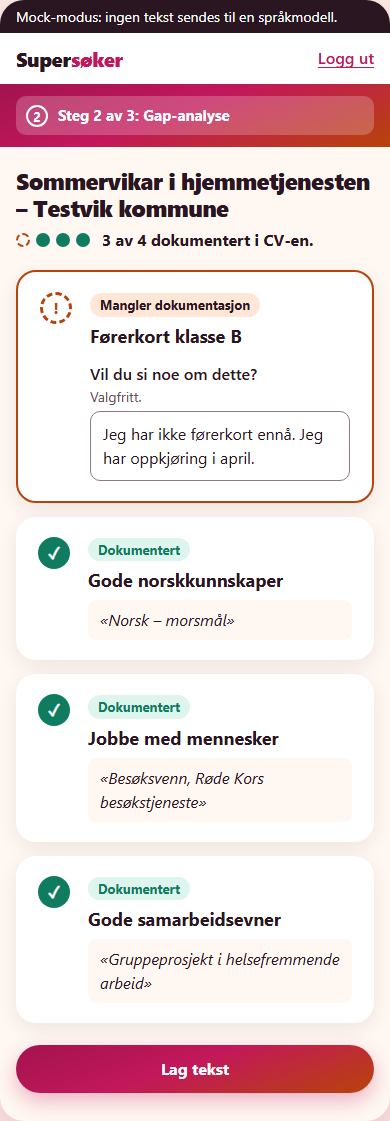 Mock-modus: ingen tekst sendes til en språkmodell.
Supersøker
Logg ut
2
Steg 2 av 3: Gap-analyse
Sommervikar i hjemmetjenesten
– Testvik kommune
3 av 4 dokumentert i CV-en.
!
Mangler dokumentasjon
Førerkort klasse B
Vil du si noe om dette?
Valgfritt.
Jeg har ikke førerkort ennå. Jeg
har oppkjøring i april.
Dokumentert
Gode norskkunnskaper
«Norsk – morsmål»
Dokumentert
Jobbe med mennesker
«Besøksvenn, Røde Kors
besøkstjeneste»
Dokumentert
Gode samarbeidsevner
«Gruppeprosjekt i helsefremmende
arbeid»
Lag tekst